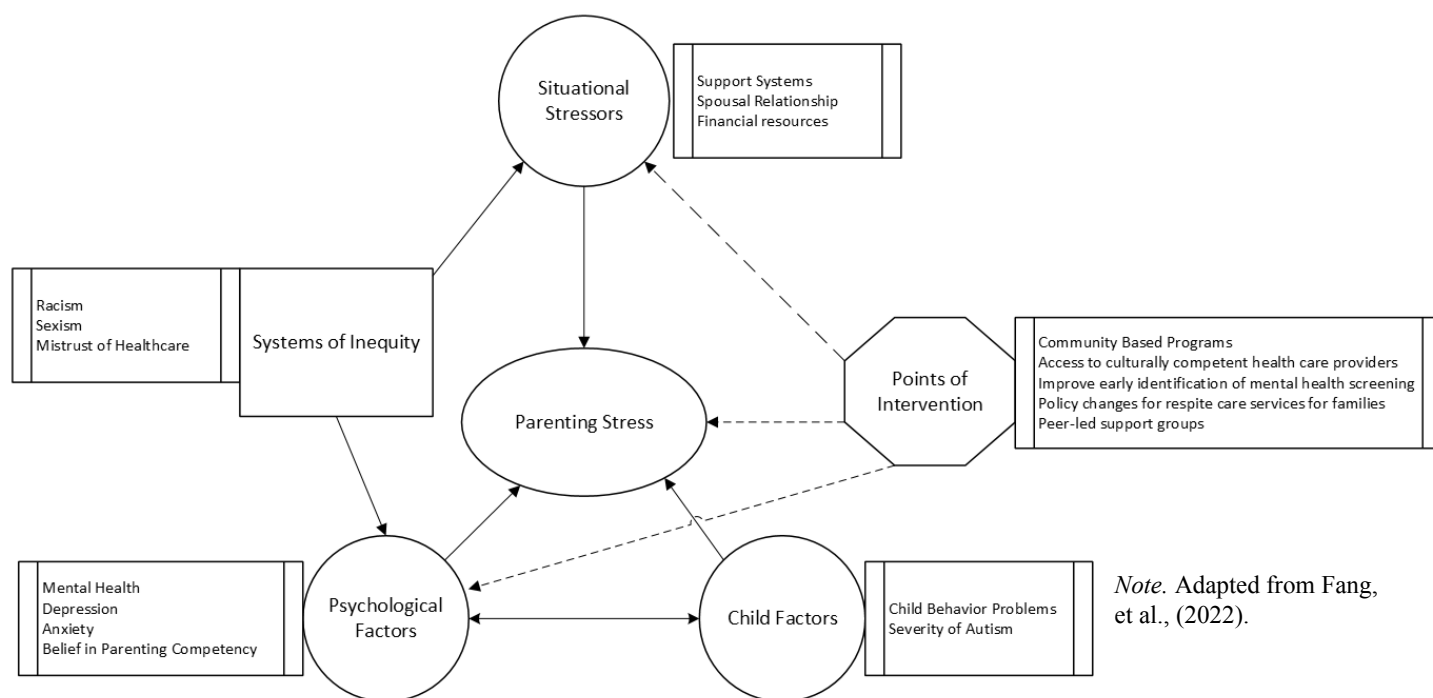 Situational
Stressors
Support Systems
Spousal Relationship
Financial resources
Racism
Sexism
Mistrust of Healthcare
Systems of Inequity
Parenting Stress
Points of
Intervention
Community Based Programs
Access to culturally competent health care providers
Improve early identification of mental health screening
Policy changes for respite care services for families
Peer-led support groups
Mental Health
Depression
Anxiety
Belief in Parenting Competency
Psychological
Factors
Child Factors
Child Behavior Problems
Severity of Autism
Note. Adapted from Fang,
et al., (2022).